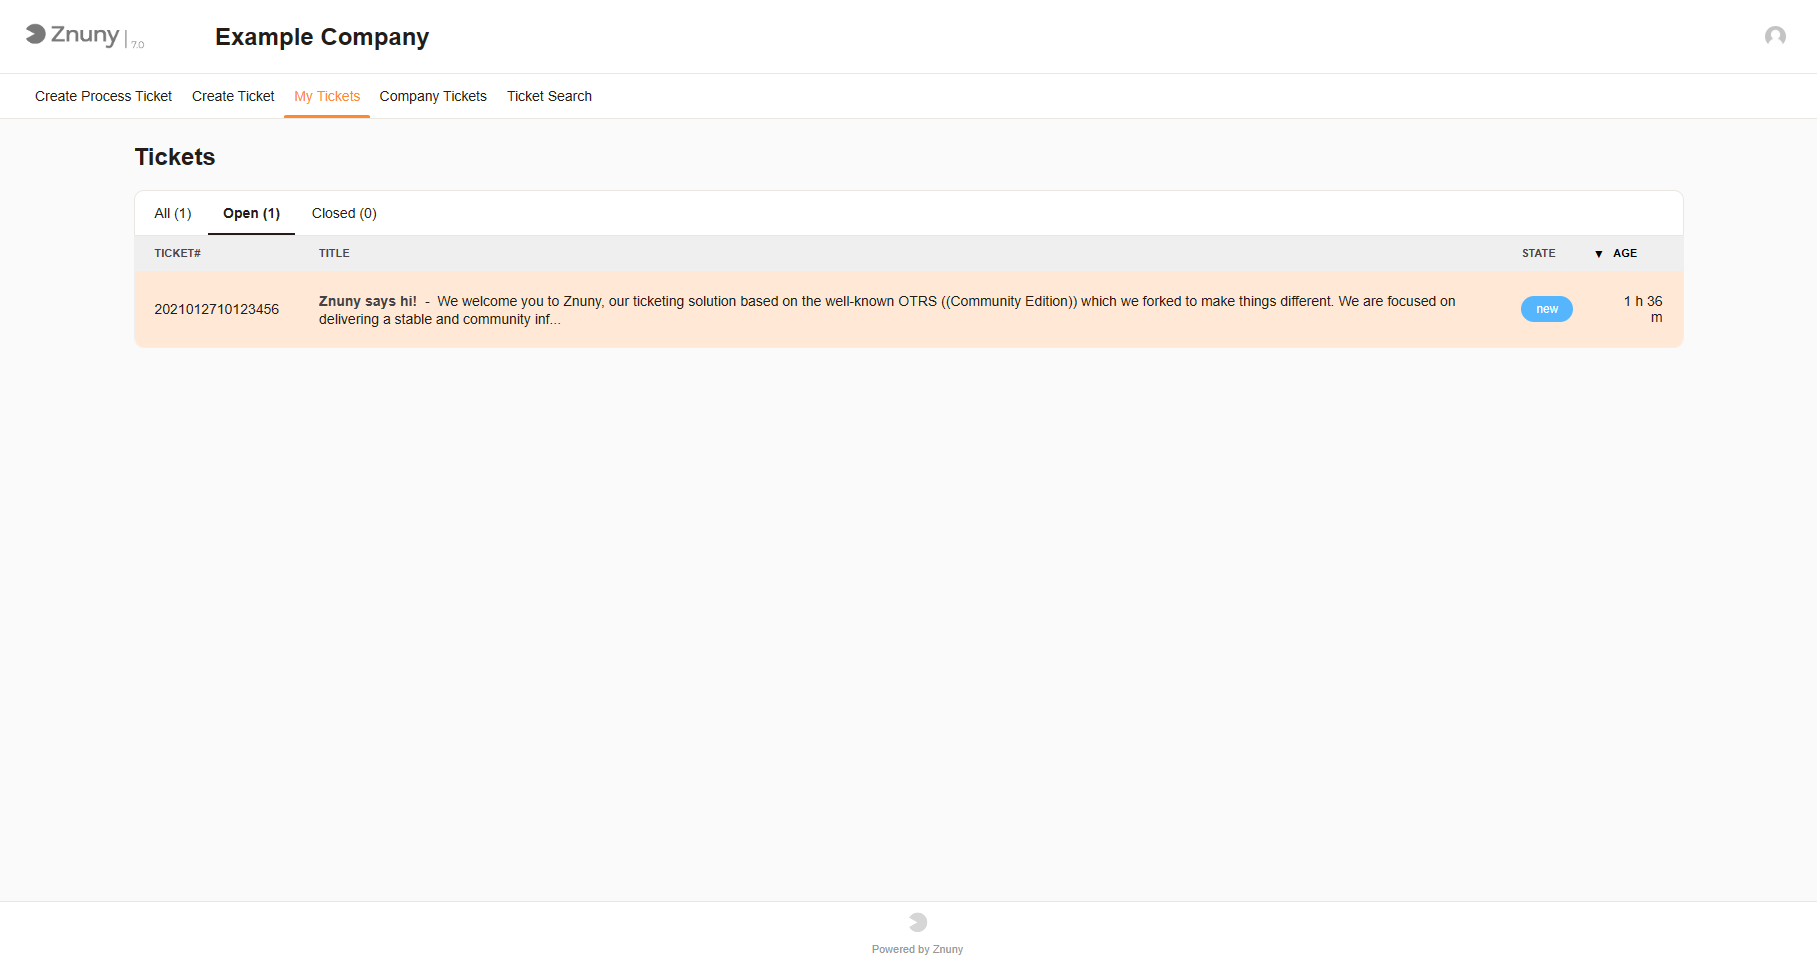 Znuny 7.0
Example Company
Create Process Ticket Create Ticket My Tickets Company Tickets Ticket Search
Tickets
All (1) Open (1) Closed (0)
TICKET# TITLE STATE ▼ AGE
2021012710123456 Znuny says hi! - We welcome you to Znuny, our ticketing solution based on the well-known OTRS ((Community Edition)) which we forked to make things different. We are focused on
delivering a stable and community inf...
new
1 h 36
m
Powered by Znuny